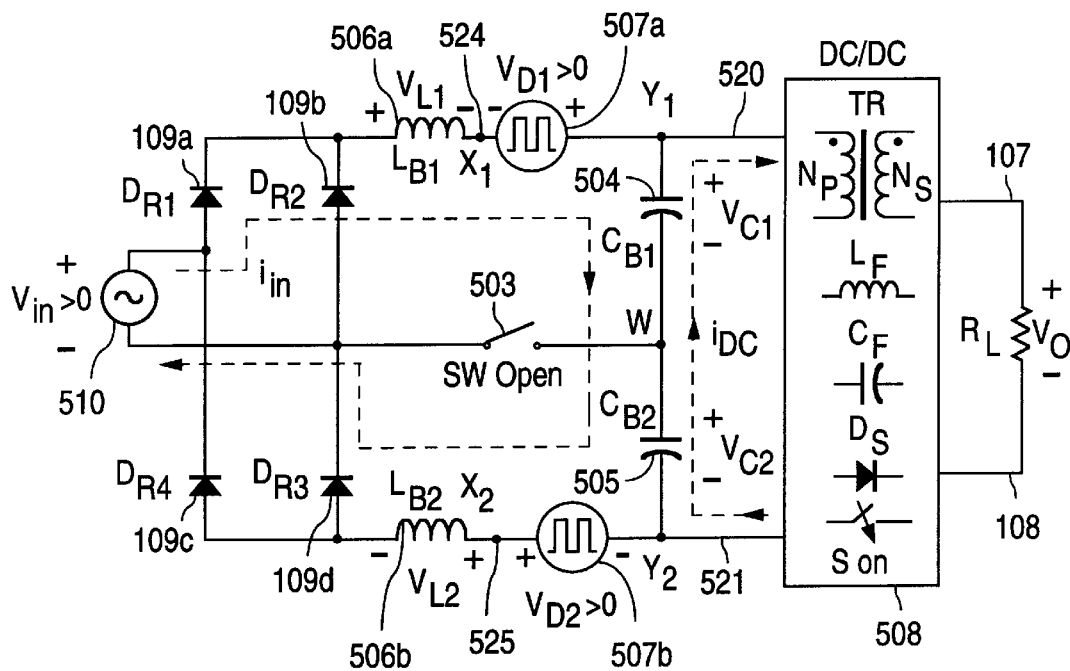 506a
524
507a
V_L1
V_D1>0
Y_1
520
DC/DC
109b
+
-
-
+
109a
L_B1
X_1
TR
D_R1
D_R2
504
+
V_C1
-
N_P
N_S
107
C_B1
+
V_in>0
-
510
i_in
503
W
SW Open
i_DC
L_F
C_F
R_L
+
V_O
-
C_B2
+
V_C2
-
D_R4
D_R3
L_B2
X_2
505
D_S
108
109c
109d
-
+
+
-
V_L2
Y_2
521
S on
V_D2>0
506b
525
507b
508